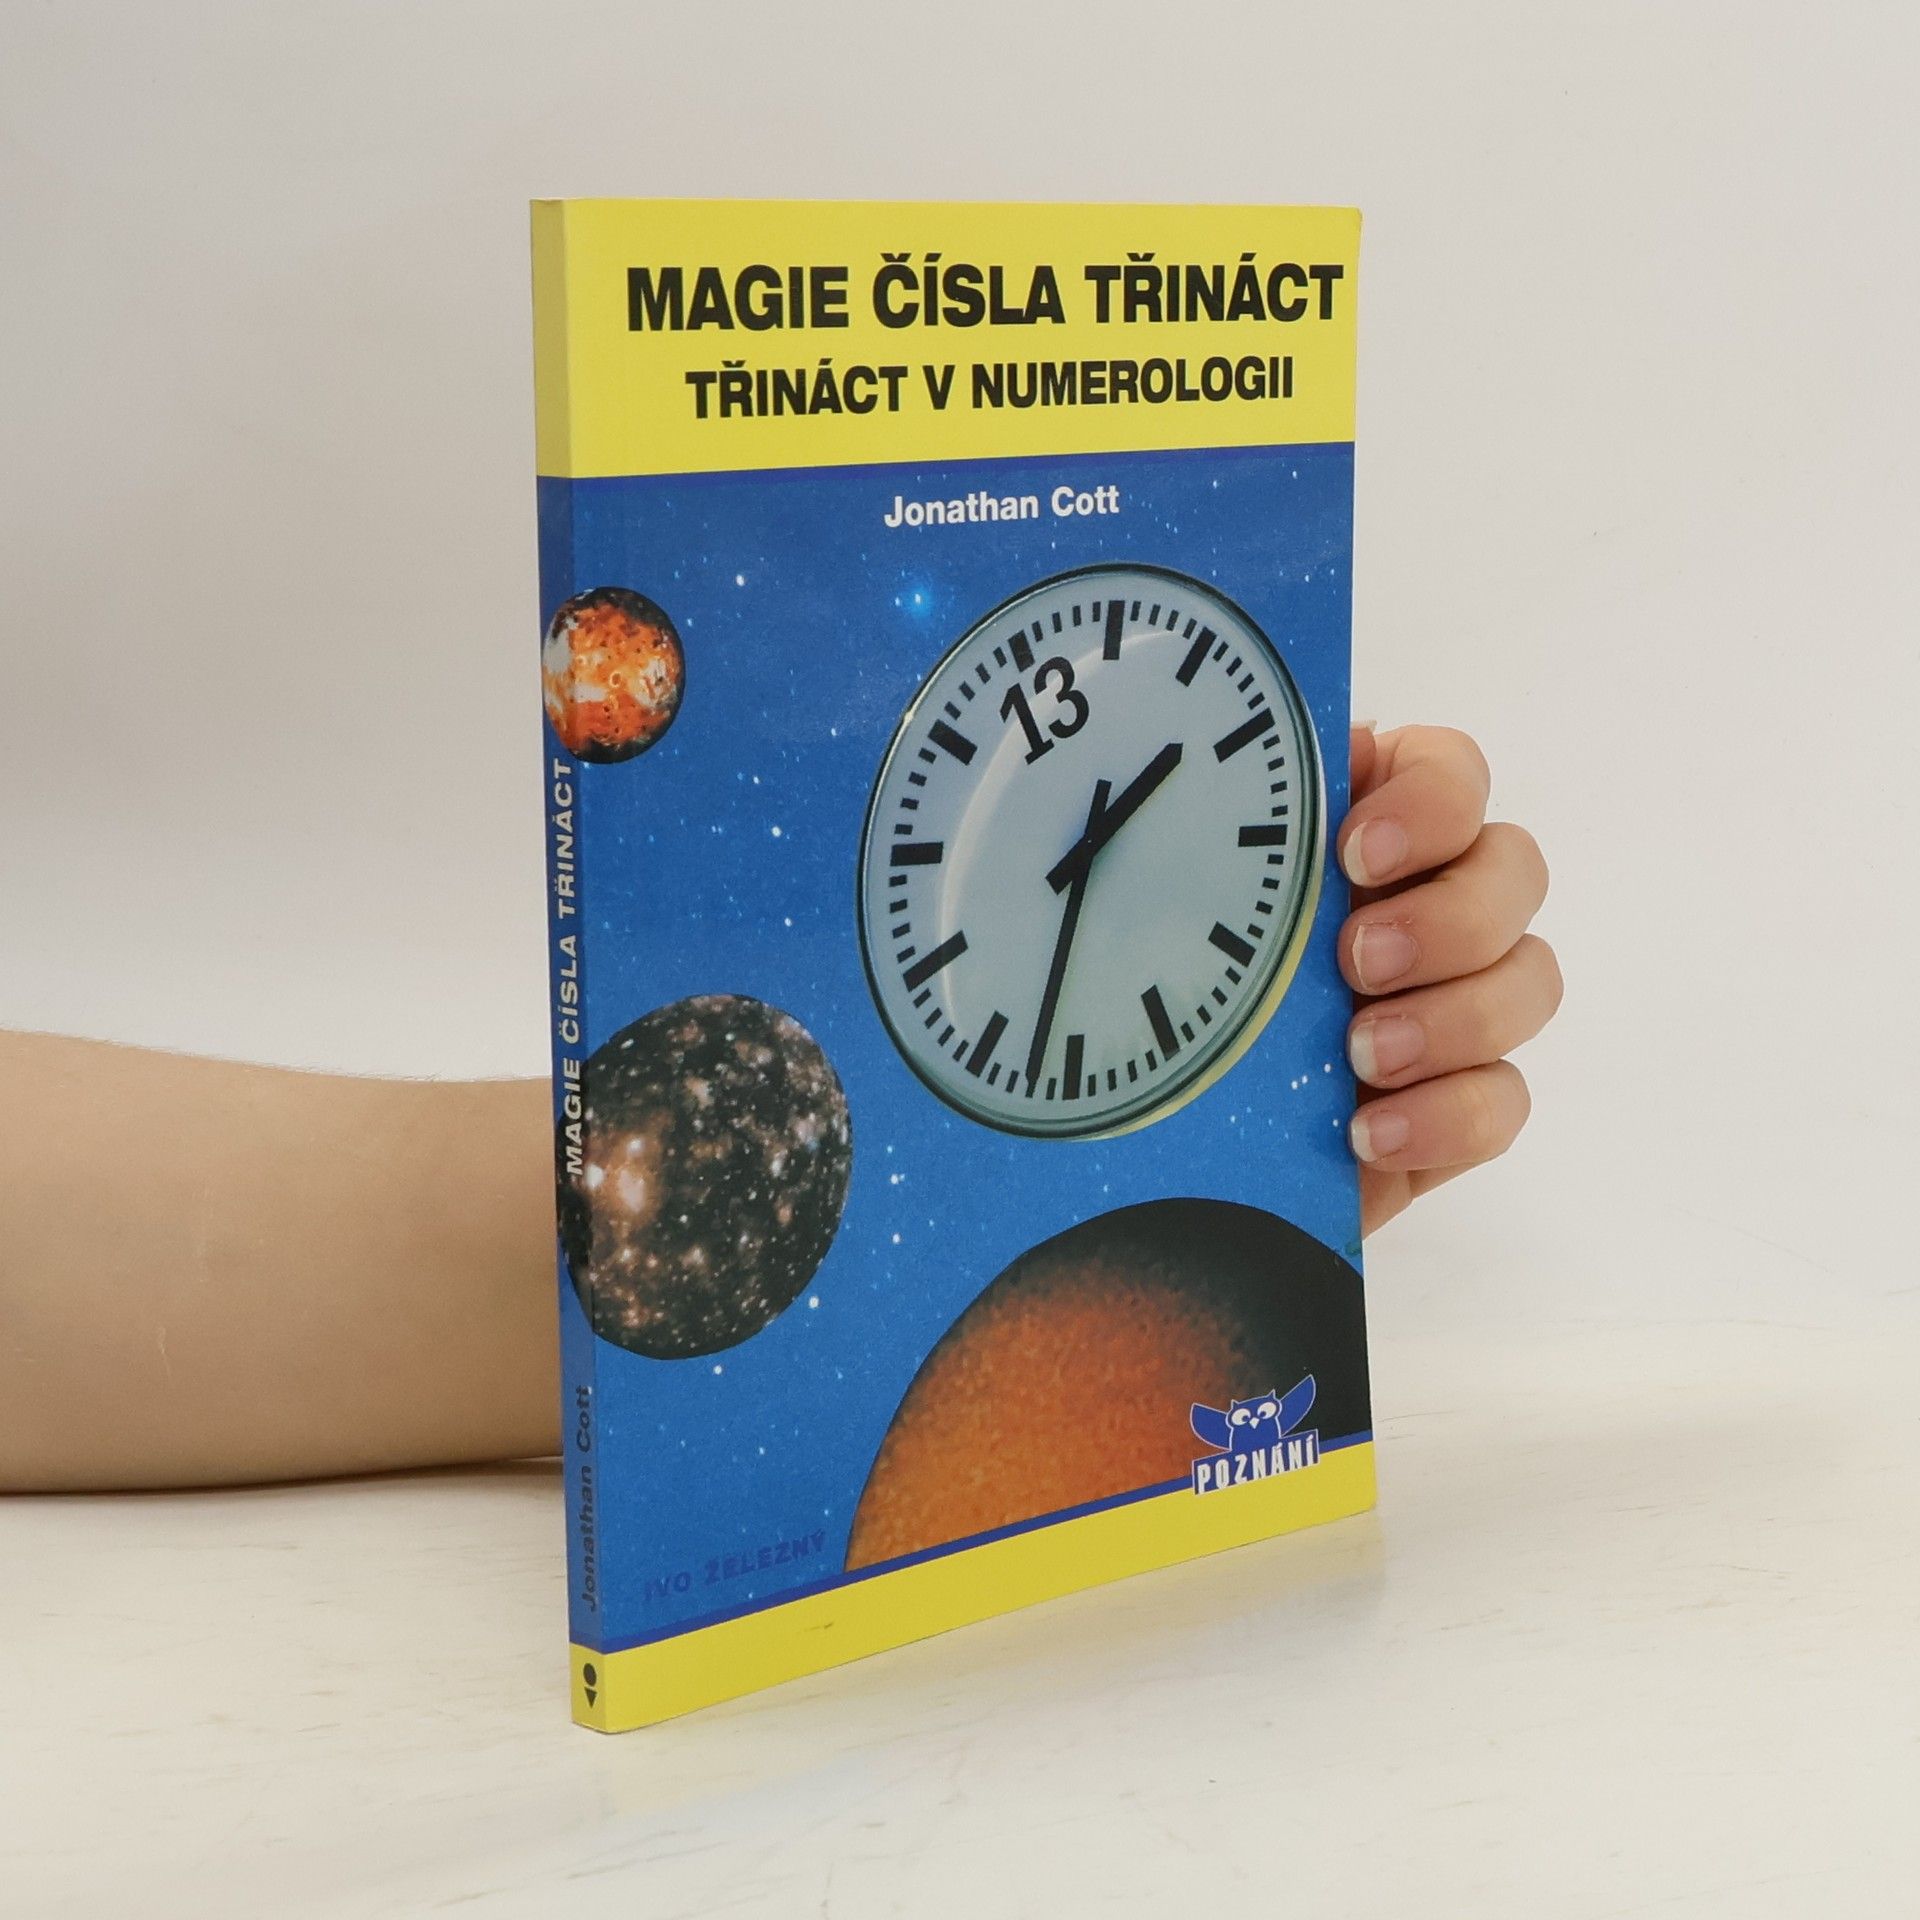 MAGIE ČÍSLA TŘINÁCT
TŘINÁCT V NUMEROLOGII
Jonathan Cott
13
POZNÁNÍ
IVO ŽELEZNÝ
MAGIE ČÍSLA TŘINÁCT
Jonathan Cott